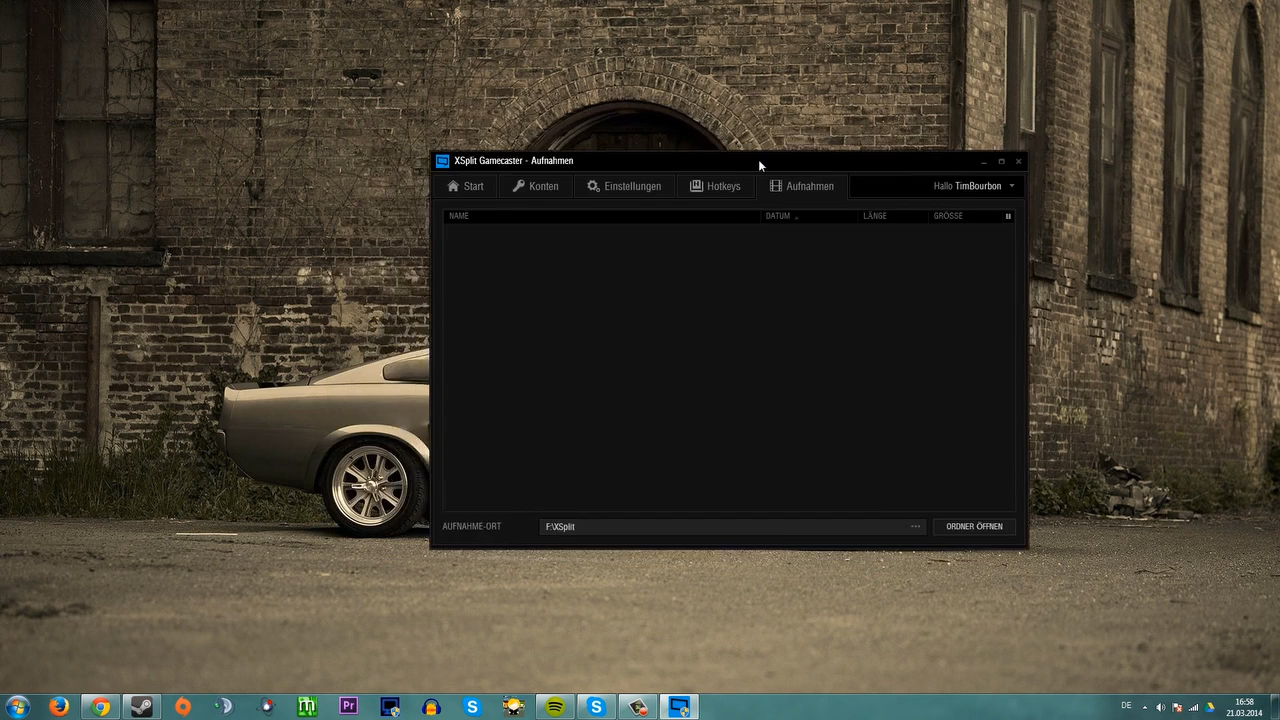 XSplit Gamecaster - Aufnahmen
Start
Konten
Einstellungen
Hotkeys
Aufnahmen
Hallo TimBourbon
NAME
DATUM
LÄNGE
GRÖSSE
AUFNAHME-ORT
F:\XSplit
ORDNER ÖFFNEN
Pr
DE
16:58
21.03.2014